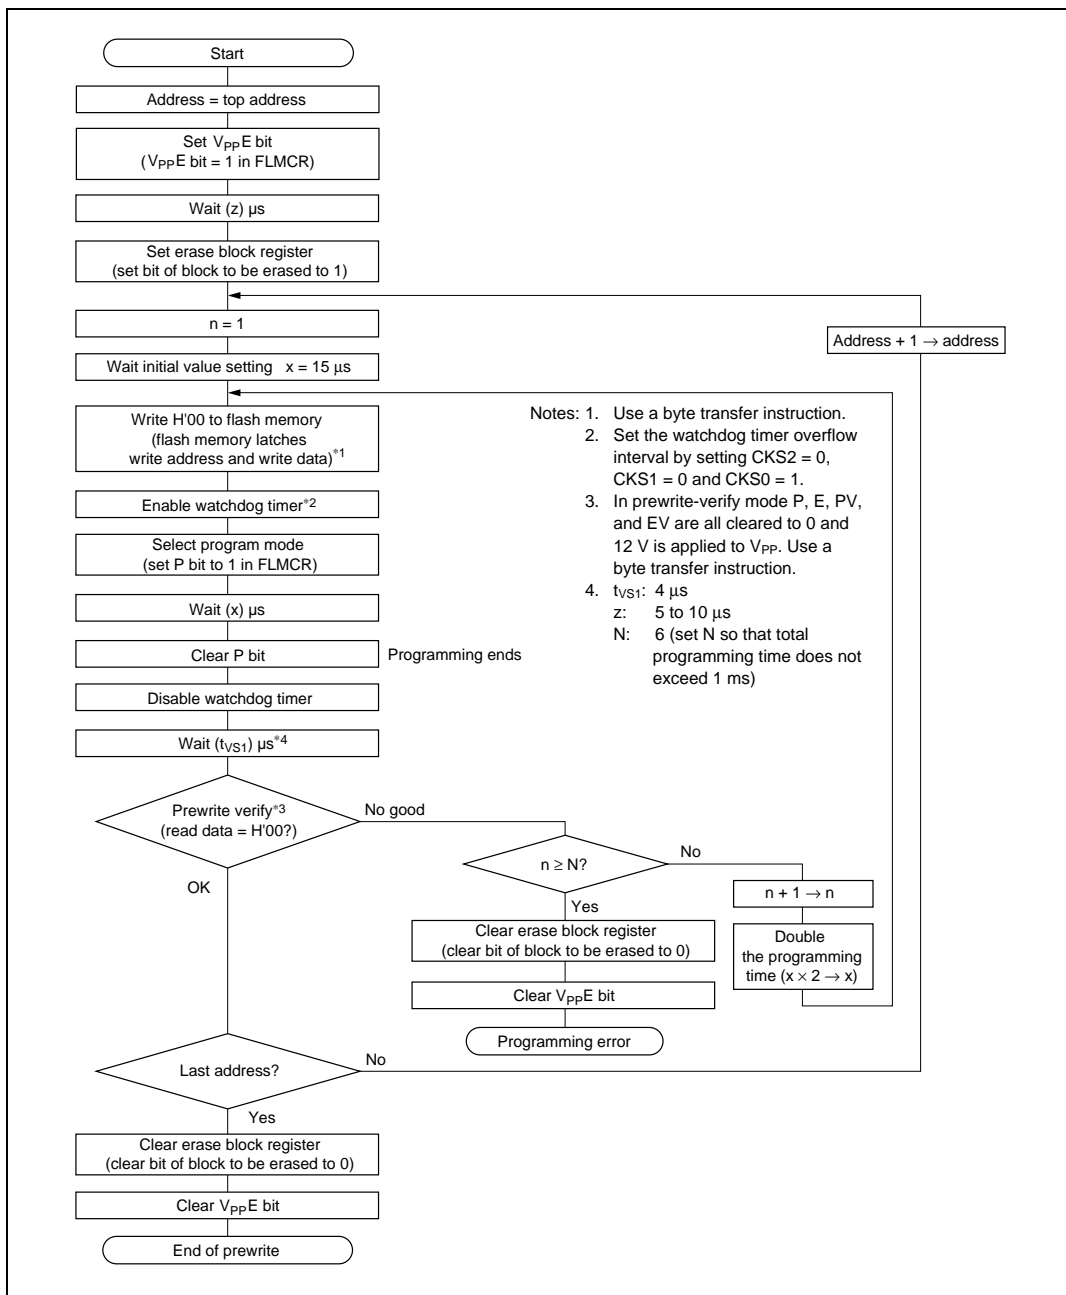 Start
Address = top address
Set VPPE bit
(VPPE bit = 1 in FLMCR)
Wait (z) μs
Set erase block register
(set bit of block to be erased to 1)
n = 1
Wait initial value setting x = 15 μs
Address + 1 → address
Write H'00 to flash memory
(flash memory latches
write address and write data)*1
Enable watchdog timer*2
Select program mode
(set P bit to 1 in FLMCR)
Wait (x) μs
Clear P bit
Programming ends
Disable watchdog timer
Wait (tVS1) μs*4
Notes: 1. Use a byte transfer instruction.
2. Set the watchdog timer overflow
interval by setting CKS2 = 0,
CKS1 = 0 and CKS0 = 1.
3. In prewrite-verify mode P, E, PV,
and EV are all cleared to 0 and
12 V is applied to VPP. Use a
byte transfer instruction.
4. tVS1: 4 μs
z: 5 to 10 μs
N: 6 (set N so that total
programming time does not
exceed 1 ms)
Prewrite verify*3
(read data = H'00?)
No good
OK
n ≥ N?
No
Yes
n + 1 → n
Double
the programming
time (x × 2 → x)
Clear erase block register
(clear bit of block to be erased to 0)
Clear VPPE bit
Programming error
Last address?
No
Yes
Clear erase block register
(clear bit of block to be erased to 0)
Clear VPPE bit
End of prewrite